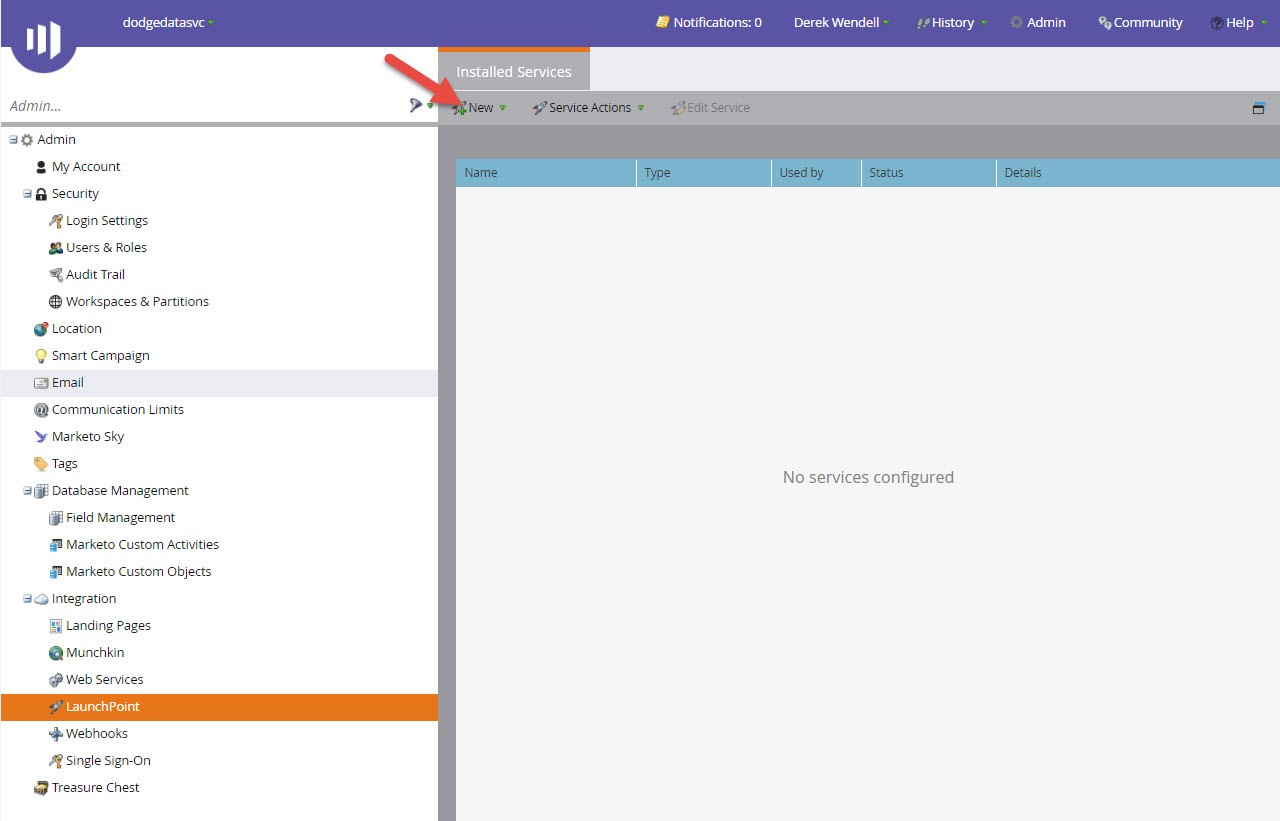 dodgedatasvc
Notifications: 0
Derek Wendell
History
Admin
Community
Help
Admin...
Installed Services
New
Service Actions
Edit Service
Admin
My Account
Security
Login Settings
Users & Roles
Audit Trail
Workspaces & Partitions
Location
Smart Campaign
Email
Communication Limits
Marketo Sky
Tags
Database Management
Field Management
Marketo Custom Activities
Marketo Custom Objects
Integration
Landing Pages
Munchkin
Web Services
LaunchPoint
Webhooks
Single Sign-On
Treasure Chest
Name
Type
Used by
Status
Details
No services configured